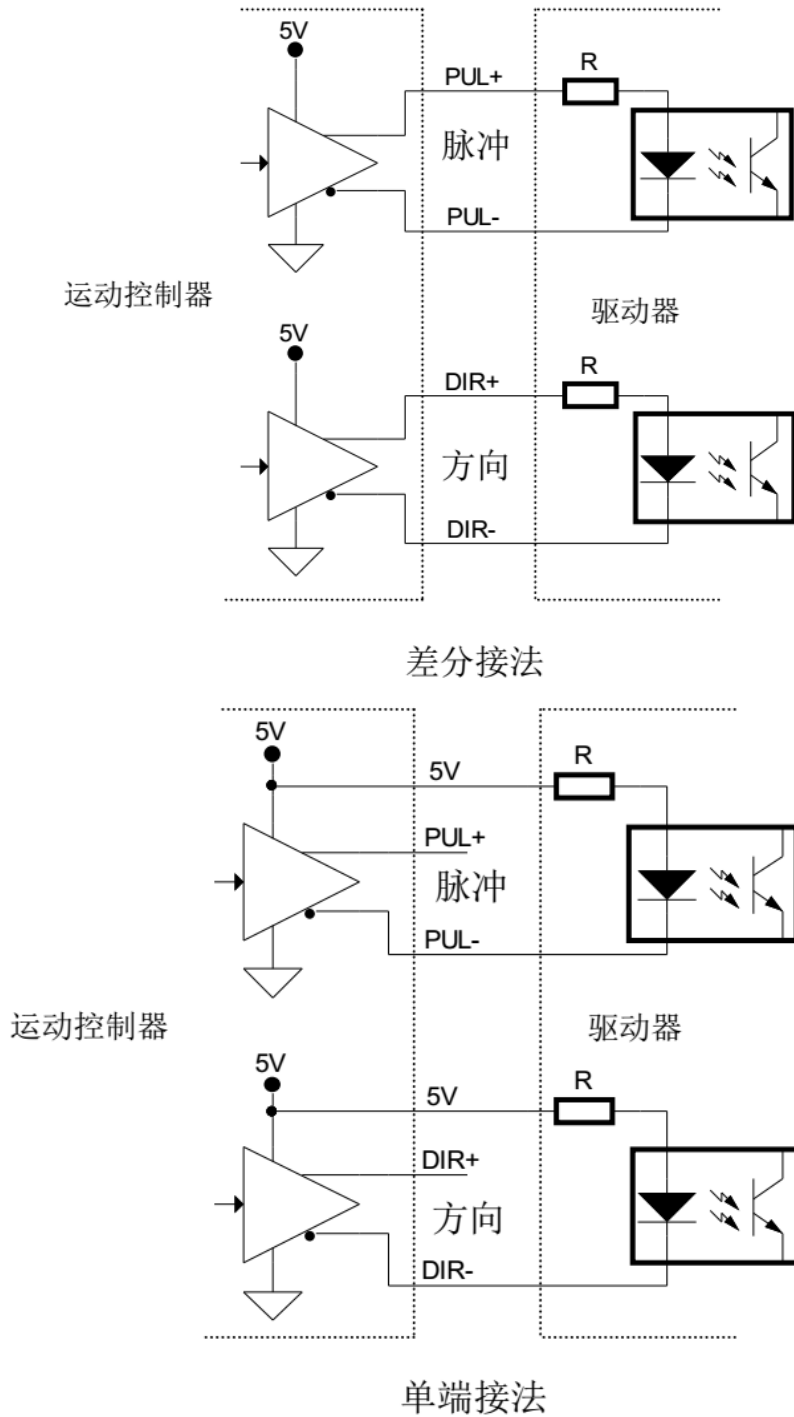 5V
PUL+
R
脉冲
PUL-
运动控制器
驱动器
5V
DIR+
R
方向
DIR-
差分接法
5V
5V
R
PUL+
脉冲
PUL-
运动控制器
驱动器
5V
5V
R
DIR+
方向
DIR-
单端接法